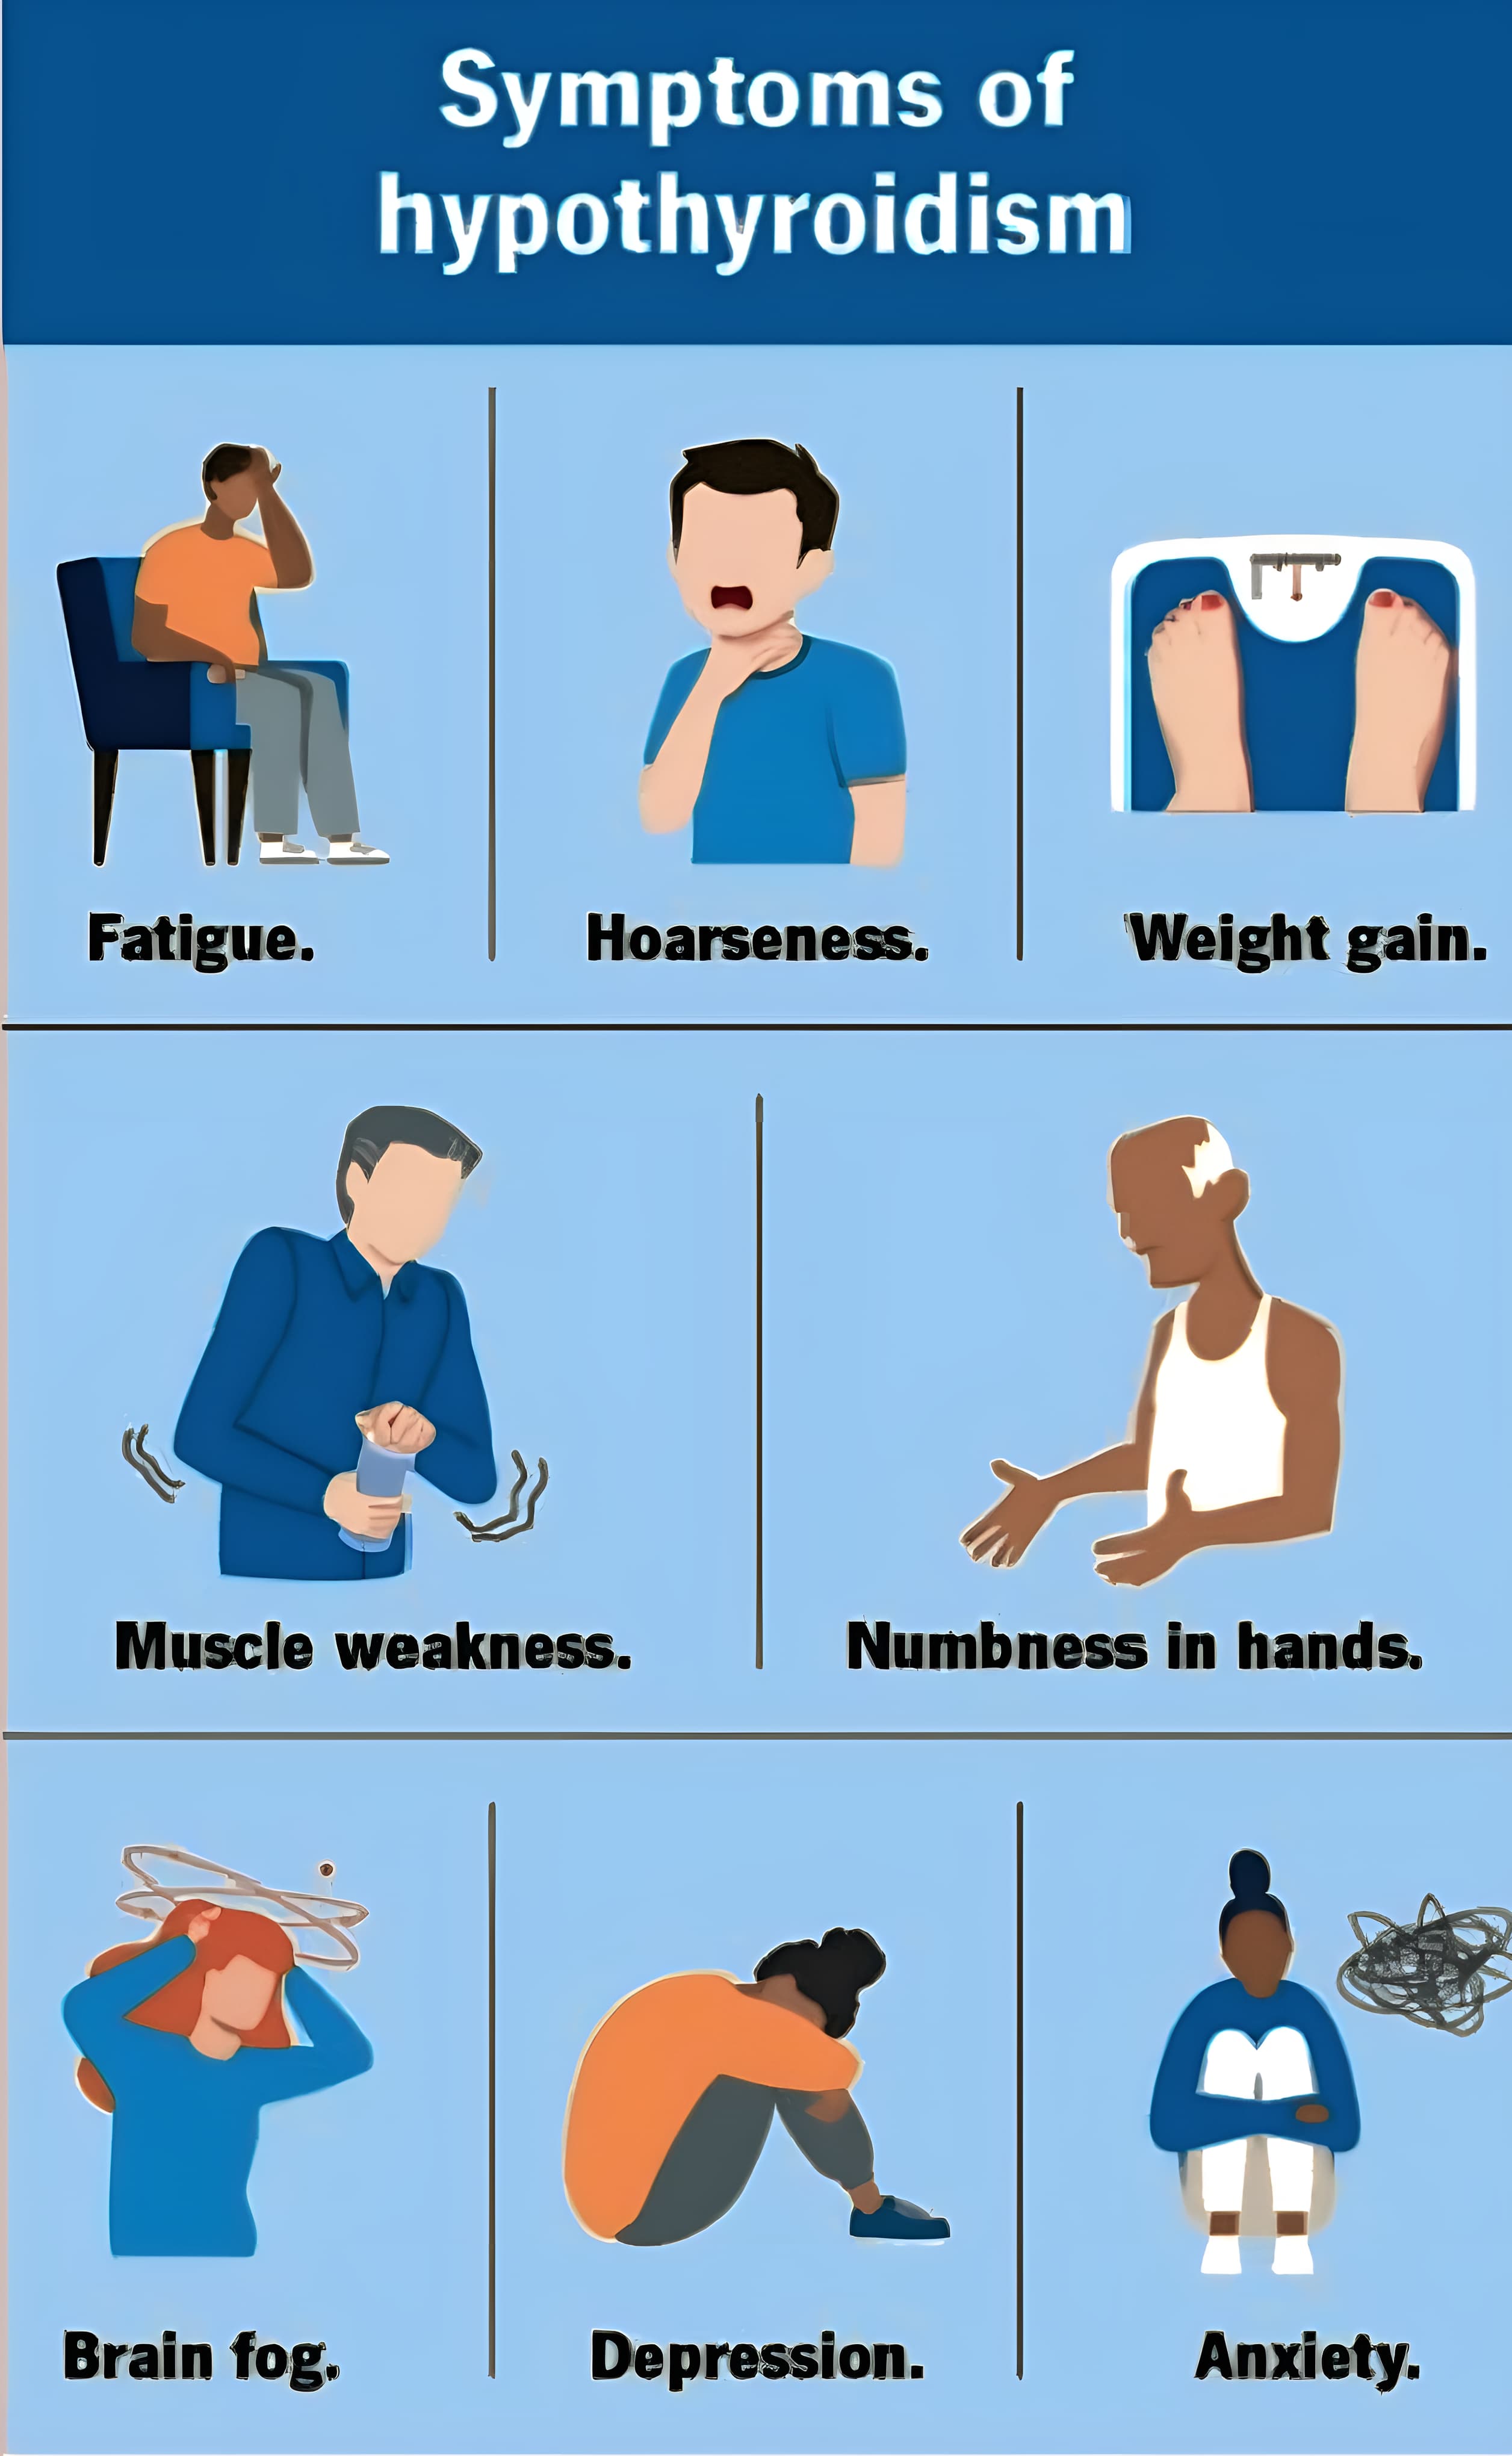 Symptoms of
hypothyroidism
Fatigue.
Hoarseness.
Weight gain.
Muscle weakness.
Numbness in hands.
Brain fog.
Depression.
Anxiety.